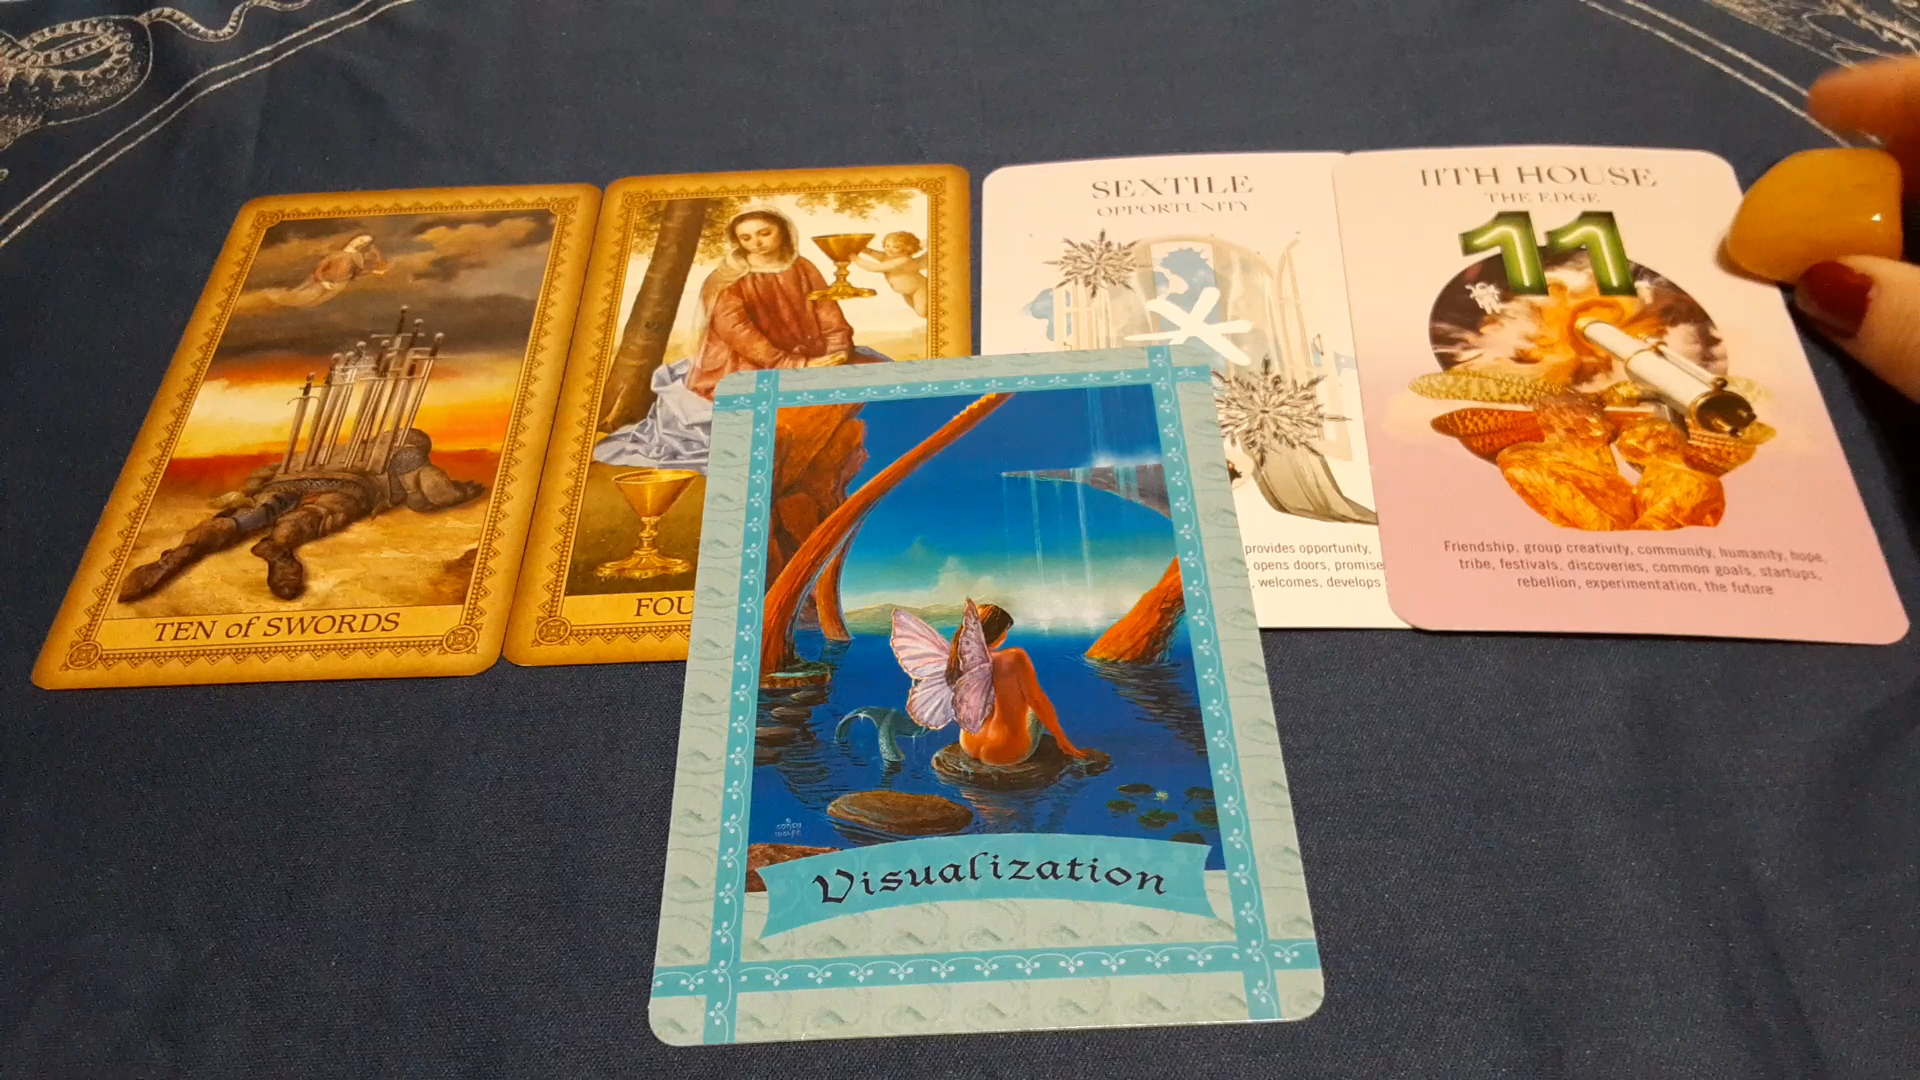 TEN of SWORDS
FOU
SEXTILE
OPPORTUNITY
provides opportunity,
opens doors, promise
welcomes, develops
11TH HOUSE
THE EDGE
11
Friendship, group creativity, community, humanity, hope,
tribe, festivals, discoveries, common goals, startups,
rebellion, experimentation, the future
Visualization